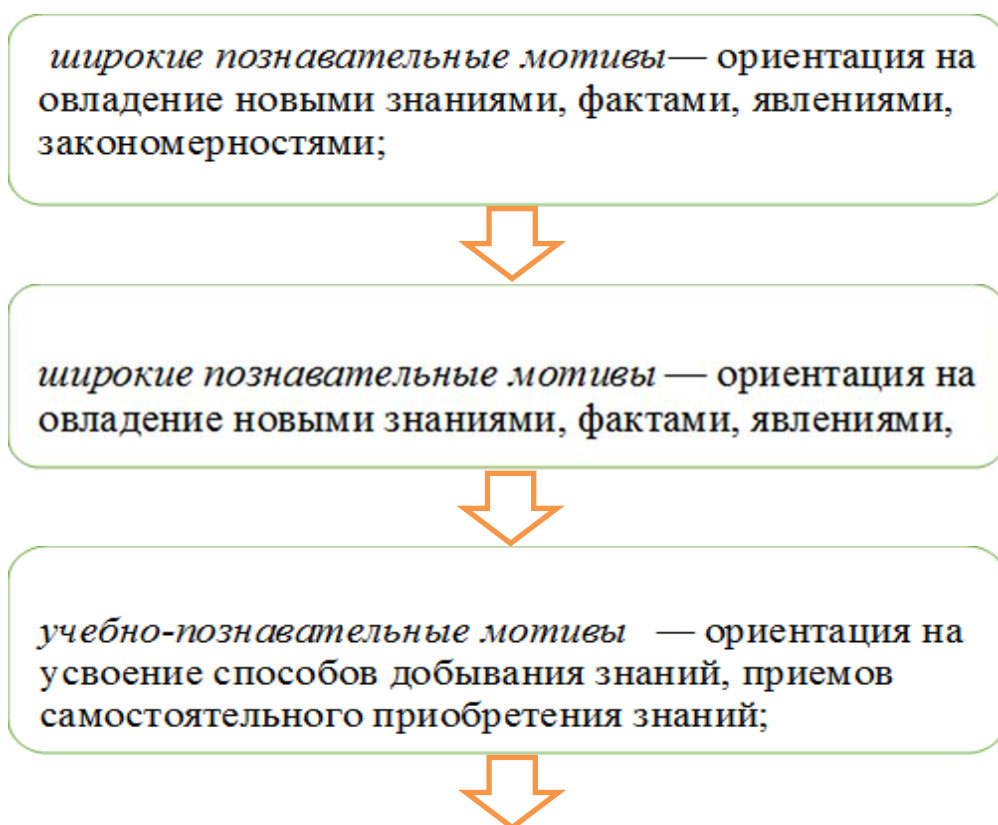 широкие познавательные мотивы— ориентация на
овладение новыми знаниями, фактами, явлениями,
закономерностями;
широкие познавательные мотивы — ориентация на
овладение новыми знаниями, фактами, явлениями,
учебно-познавательные мотивы — ориентация на
усвоение способов добывания знаний, приемов
самостоятельного приобретения знаний;